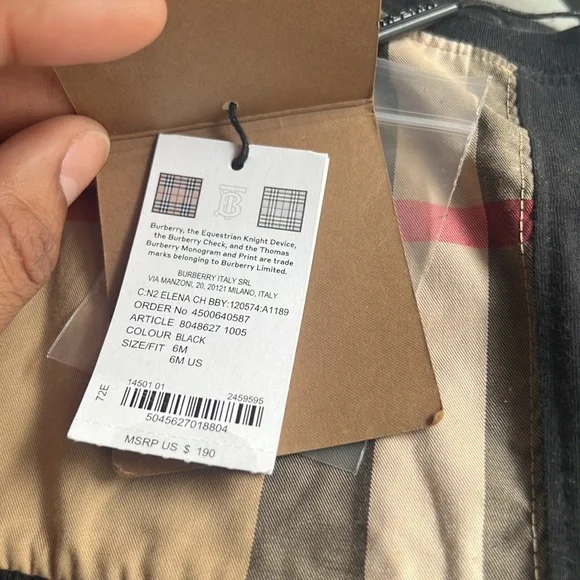 Burberry, the Equestrian Knight Device,
the Burberry Check, and the Thomas
Burberry Monogram and Print are trade
marks belonging to Burberry Limited.
BURBERRY ITALY SRL
VIA MANZONI, 20, 20121 MILANO, ITALY
C:N2 ELENA CH BBY:120574:A1189
ORDER No 4500640587
ARTICLE 8048627 1005
COLOUR BLACK
SIZE/FIT 6M
6M US
72E
14501 01 2459595
5045627018804
MSRP US $ 190